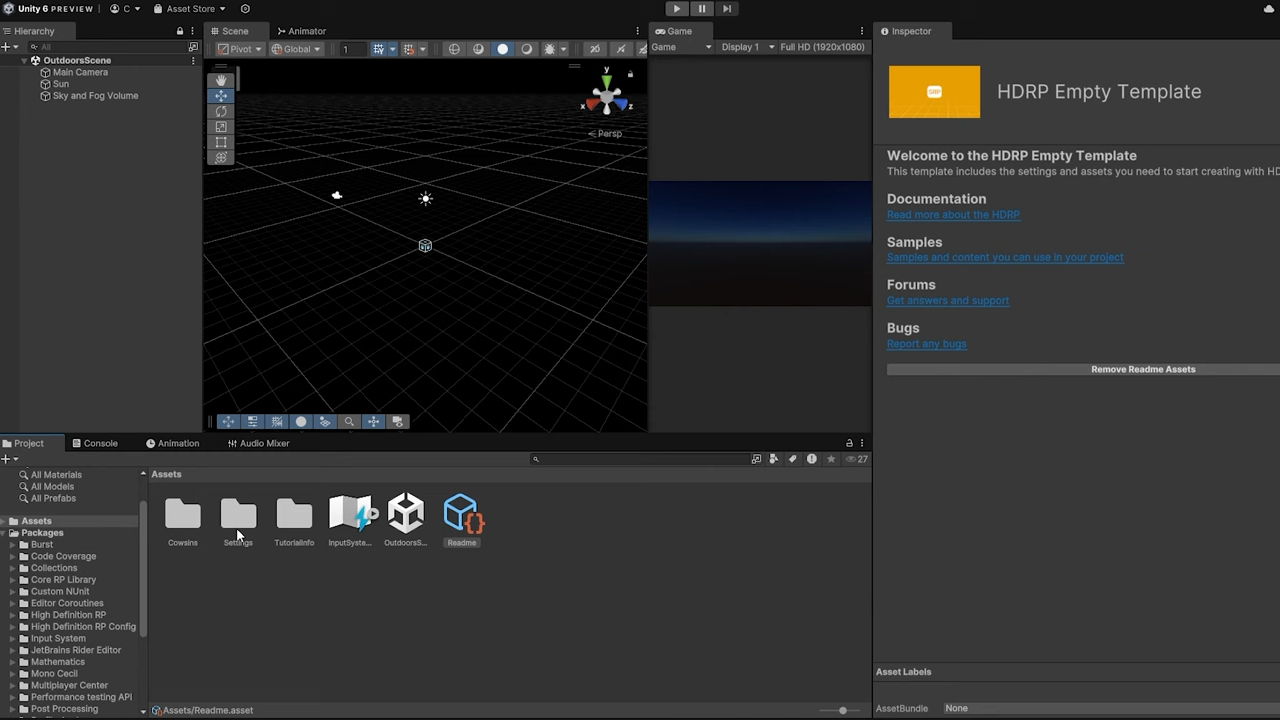 Unity 6 PREVIEW
C
Asset Store
Hierarchy
All
OutdoorsScene
Main Camera
Sun
Sky and Fog Volume
Scene
Animator
Pivot
Global
1
y
x
z
Persp
Game
Game
Display 1
Full HD (1920x1080)
Inspector
SRP
HDRP Empty Template
Welcome to the HDRP Empty Template
This template includes the settings and assets you need to start creating with HD
Documentation
Read more about the HDRP
Samples
Samples and content you can use in your project
Forums
Get answers and support
Bugs
Report any bugs
Remove Readme Assets
Asset Labels
AssetBundle
None
Project
Console
Animation
Audio Mixer
27
All Materials
All Models
All Prefabs
Assets
Packages
Burst
Code Coverage
Collections
Core RP Library
Custom NUnit
Editor Coroutines
High Definition RP
High Definition RP Config
Input System
JetBrains Rider Editor
Mathematics
Mono Cecil
Multiplayer Center
Performance testing API
Post Processing
Assets
Cowsins
Settings
TutorialInfo
InputSyste...
OutdoorsS...
Readme
Assets/Readme.asset